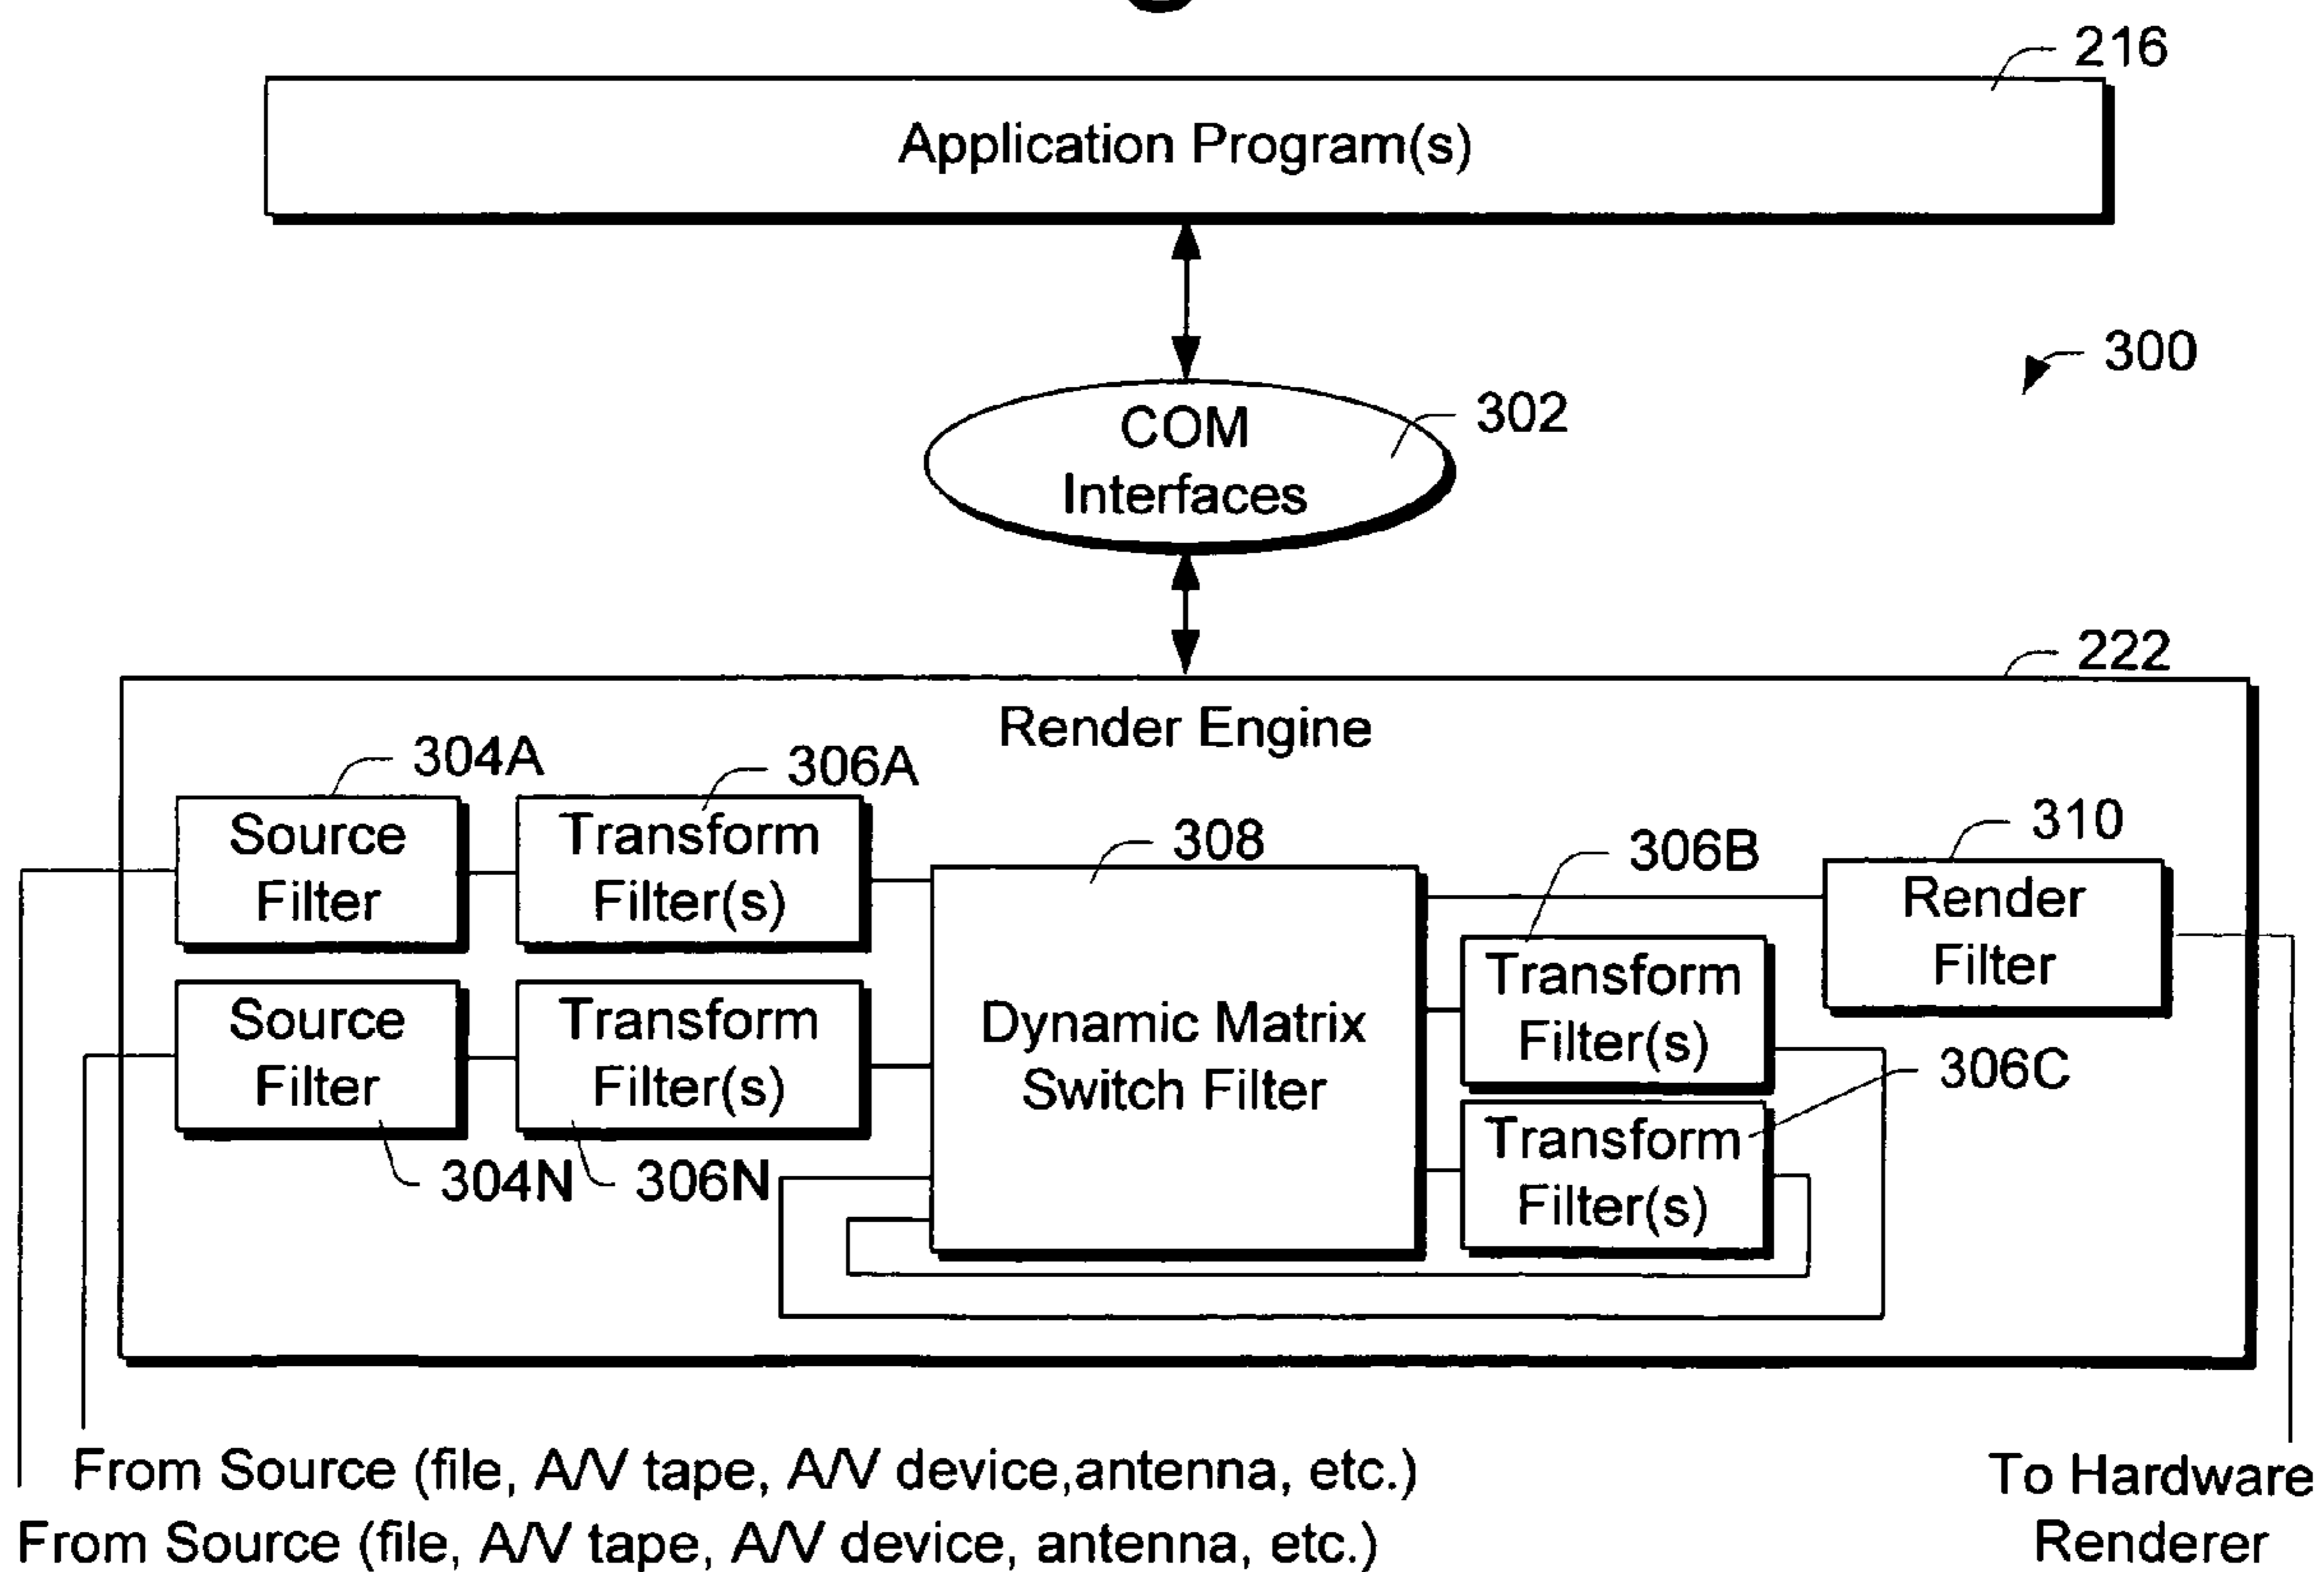 216
Application Program(s)
300
COM
Interfaces
302
222
Render Engine
304A
306A
308
306B
310
Source
Filter
Transform
Filter(s)
Render
Filter
Source
Filter
Transform
Filter(s)
Dynamic Matrix
Switch Filter
Transform
Filter(s)
306C
Transform
Filter(s)
304N
306N
From Source (file, A/V tape, A/V device,antenna, etc.)
From Source (file, A/V tape, A/V device, antenna, etc.)
To Hardware
Renderer